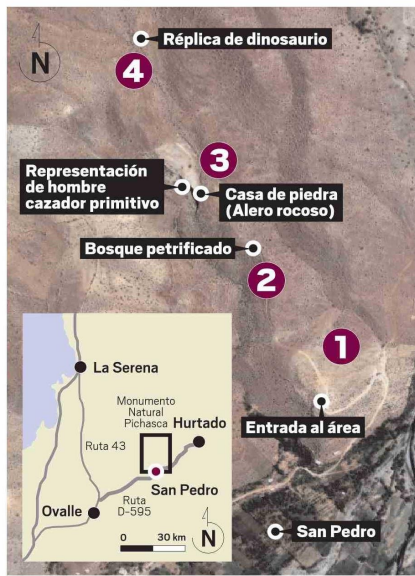 N
Réplica de dinosaurio
4
3
Representación
de hombre
cazador primitivo
Casa de piedra
(Alero rocoso)
Bosque petrificado
2
1
Entrada al área
La Serena
Monumento
Natural
Pichasca
Hurtado
Ruta 43
San Pedro
Ruta
D-595
Ovalle
0 30 km
N
San Pedro